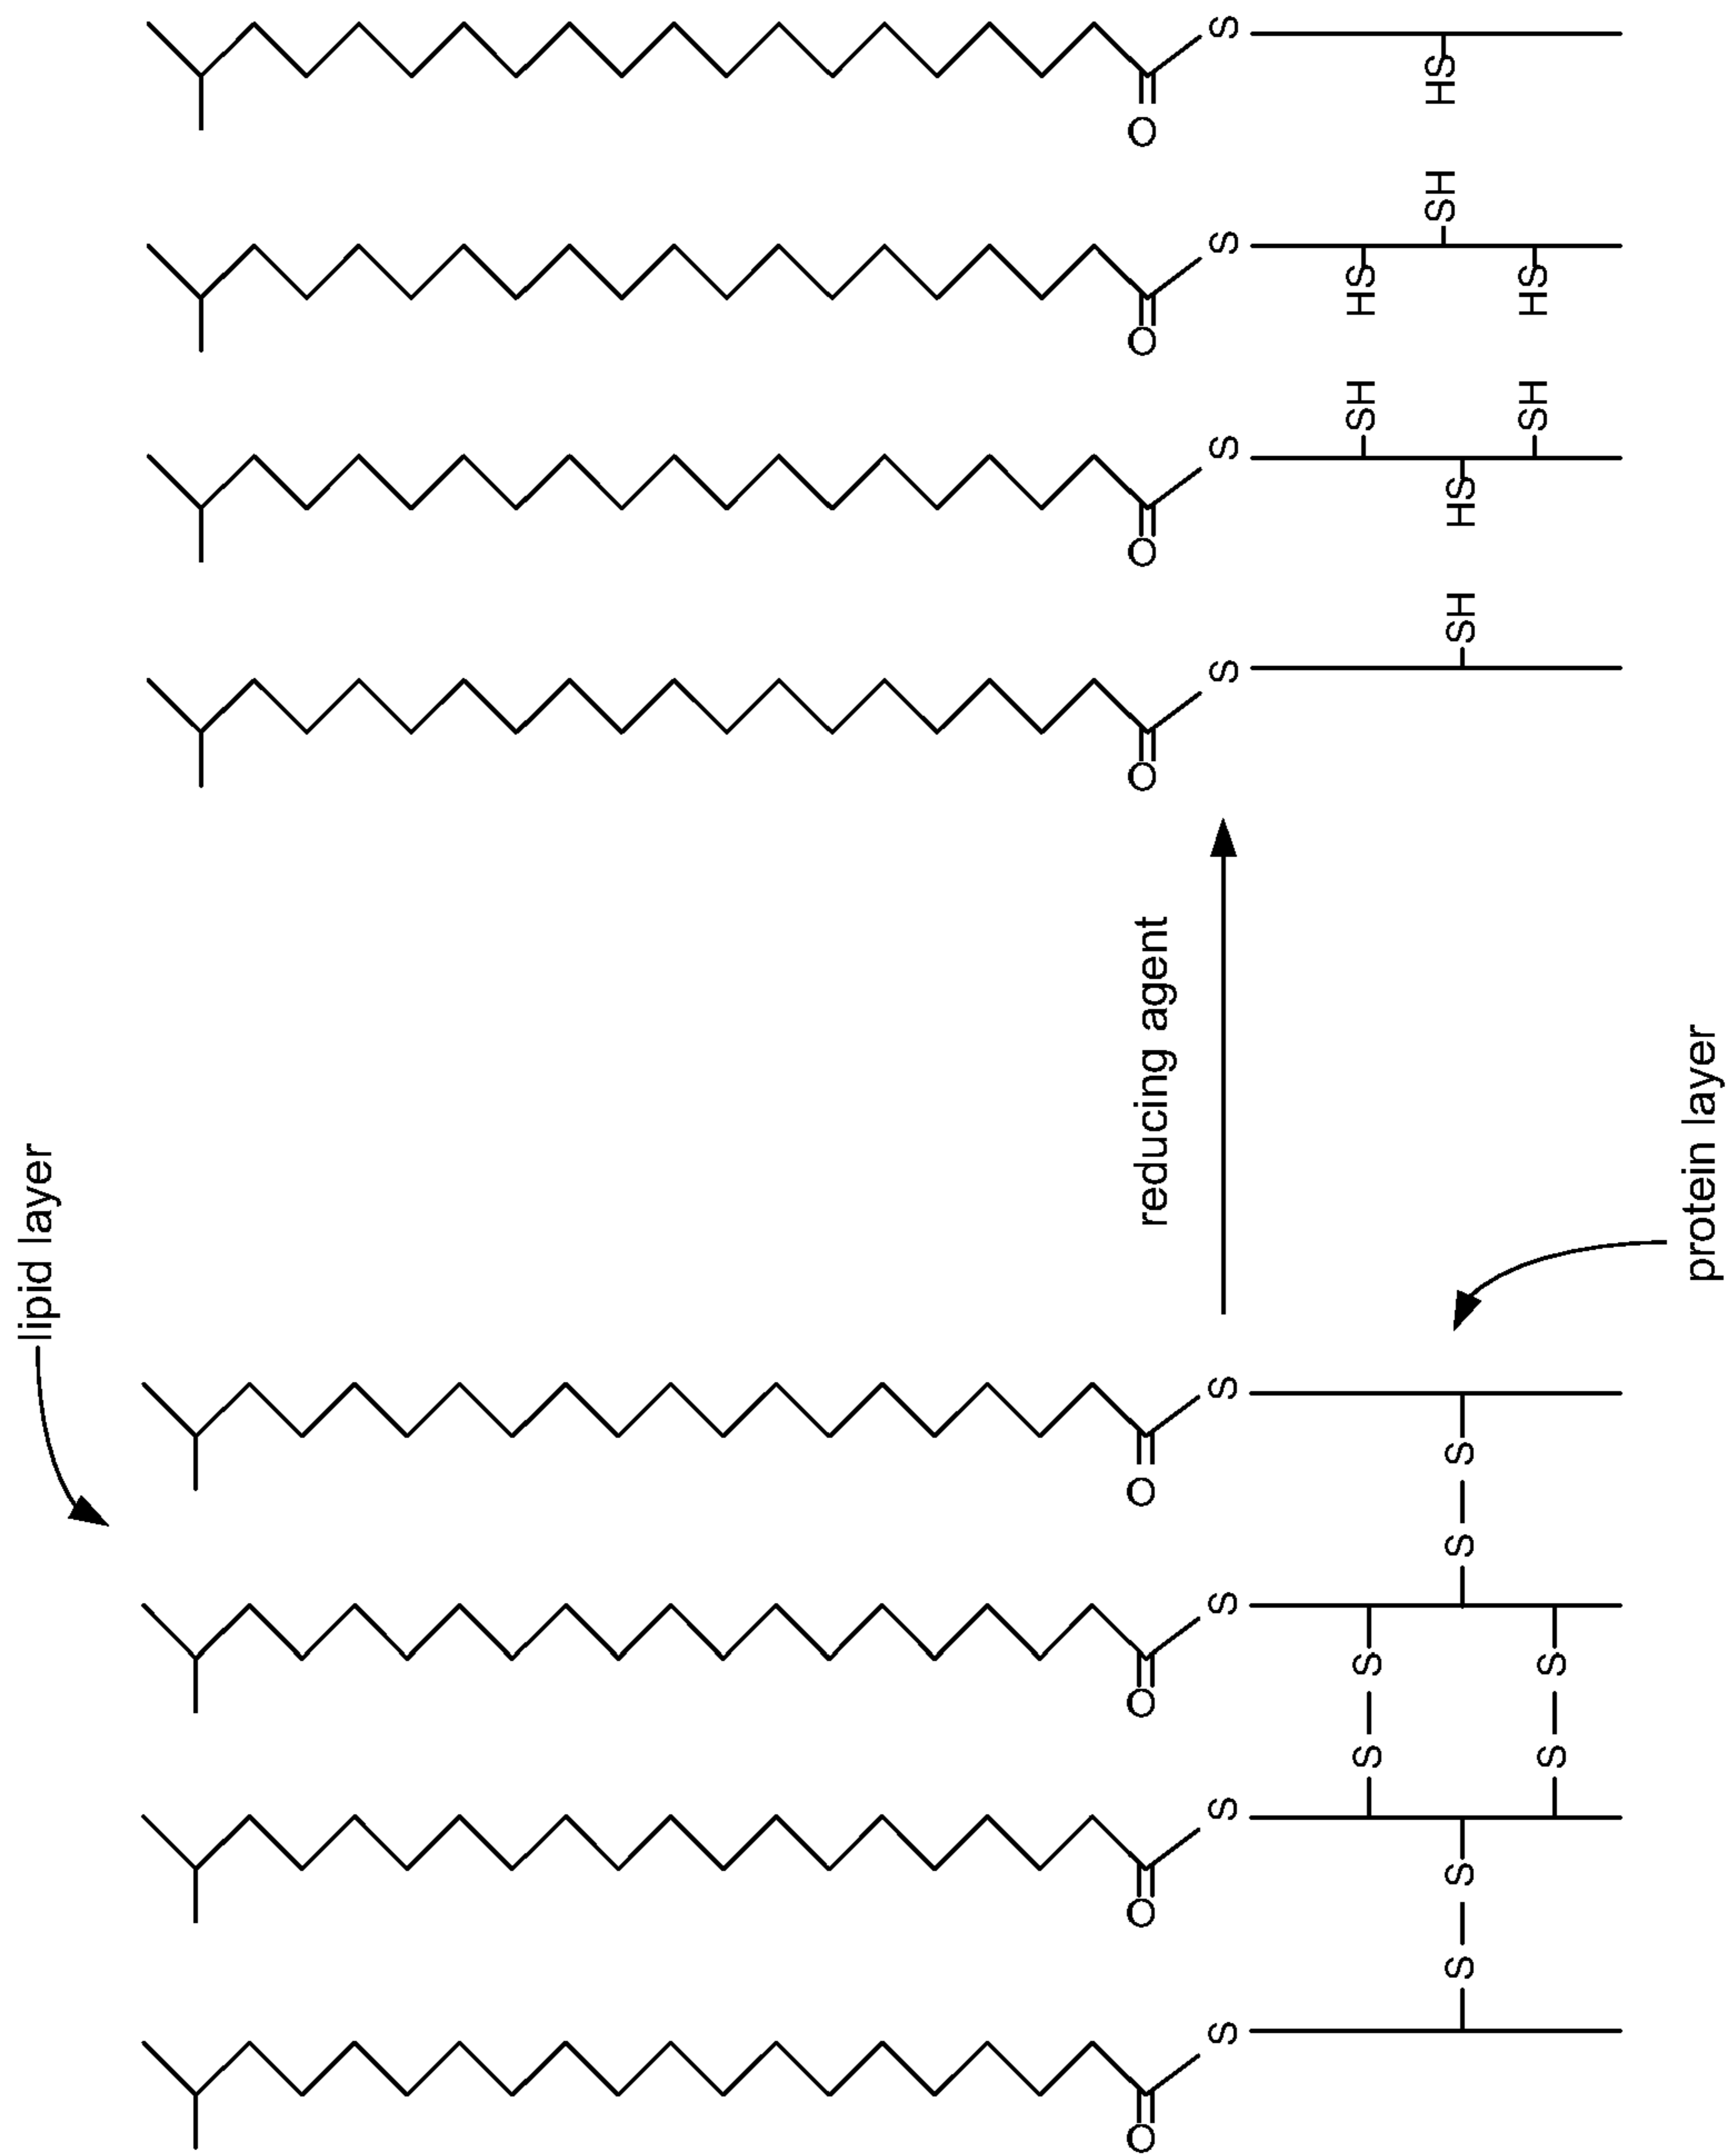 lipid layer
O O O O reducing agent O O O O
S S S S S S S S
S S SH HS
SH HS
S S S S SH HS
S S SH HS
protein layer